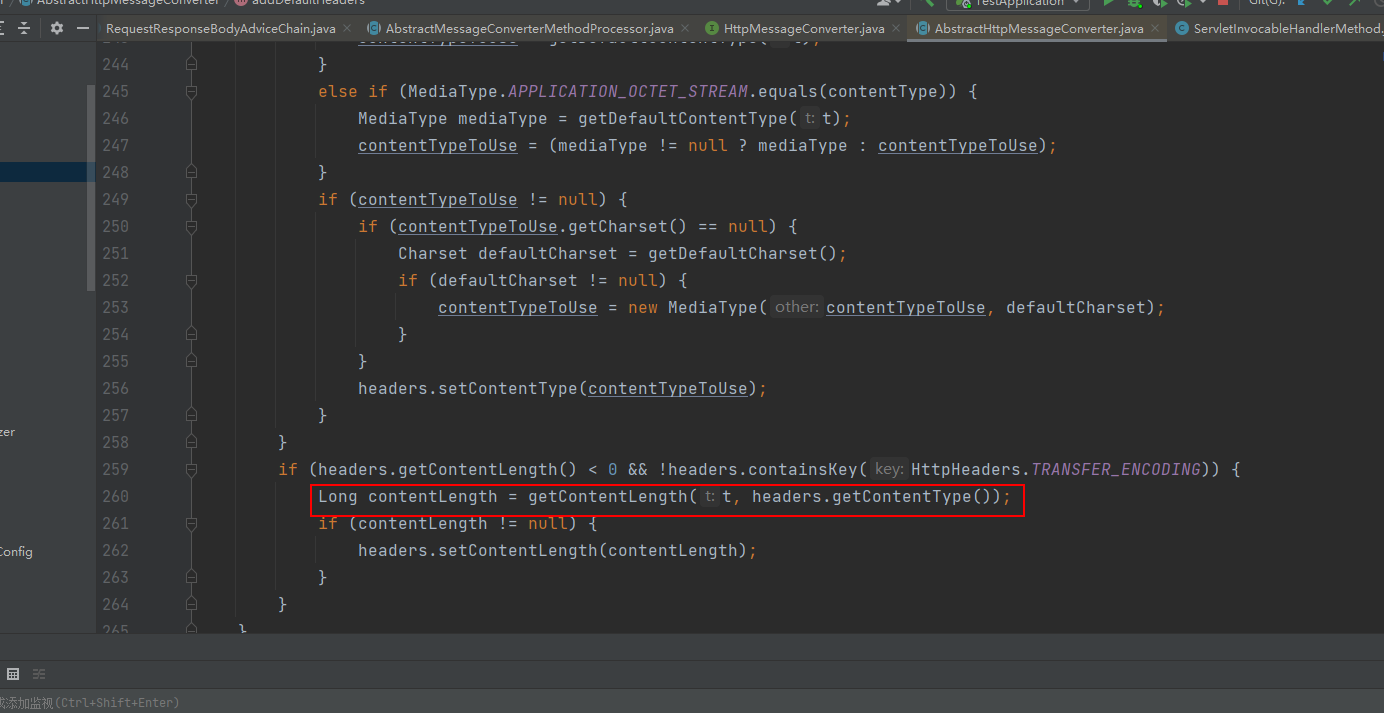 AbstractHttpMessageConverter addDefaultHeaders
TestApplication Git(G):
RequestResponseBodyAdviceChain.java AbstractMessageConverterMethodProcessor.java HttpMessageConverter.java AbstractHttpMessageConverter.java ServletInvocableHandlerMethod.
244 }
245 else if (MediaType.APPLICATION_OCTET_STREAM.equals(contentType)) {
246 MediaType mediaType = getDefaultContentType( t: t);
247 contentTypeToUse = (mediaType != null ? mediaType : contentTypeToUse);
248 }
249 if (contentTypeToUse != null) {
250 if (contentTypeToUse.getCharset() == null) {
251 Charset defaultCharset = getDefaultCharset();
252 if (defaultCharset != null) {
253 contentTypeToUse = new MediaType( other: contentTypeToUse, defaultCharset);
254 }
255 }
256 headers.setContentType(contentTypeToUse);
257 }
258 }
259 if (headers.getContentLength() < 0 && !headers.containsKey( key: HttpHeaders.TRANSFER_ENCODING)) {
260 Long contentLength = getContentLength( t: t, headers.getContentType());
261 if (contentLength != null) {
262 headers.setContentLength(contentLength);
263 }
264 }
265 }
zer
Config
添加监视(Ctrl+Shift+Enter)